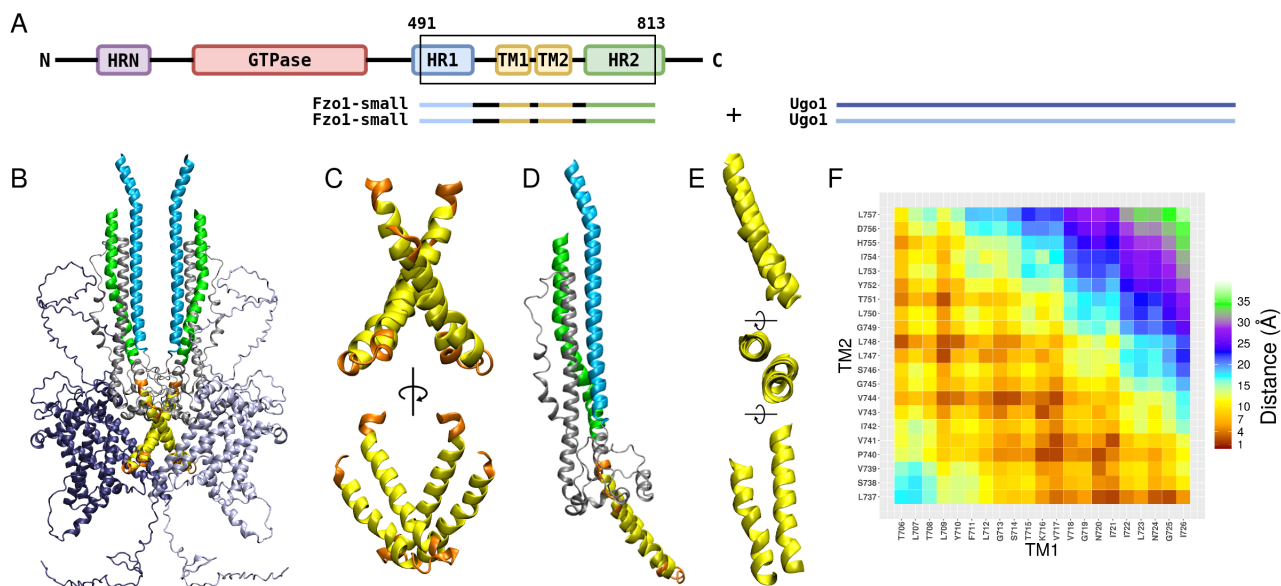 A
491
813
N
HRN
GTPase
HR1
TM1
TM2
HR2
C
Fzo1-small
Fzo1-small
+
Ugo1
Ugo1
B
C
D
E
F
L757
D756
H755
I754
L753
Y752
T751
L750
G749
L748
L747
S746
G745
V744
V743
I742
V741
P740
V739
S738
L737
TM2
T706
L707
T708
L709
Y710
F711
L712
G713
S714
T715
K716
V717
V718
G719
N720
I721
I722
L723
N724
G725
I726
TM1
35
30
25
20
17
14
10
7
4
1
Distance (Å)